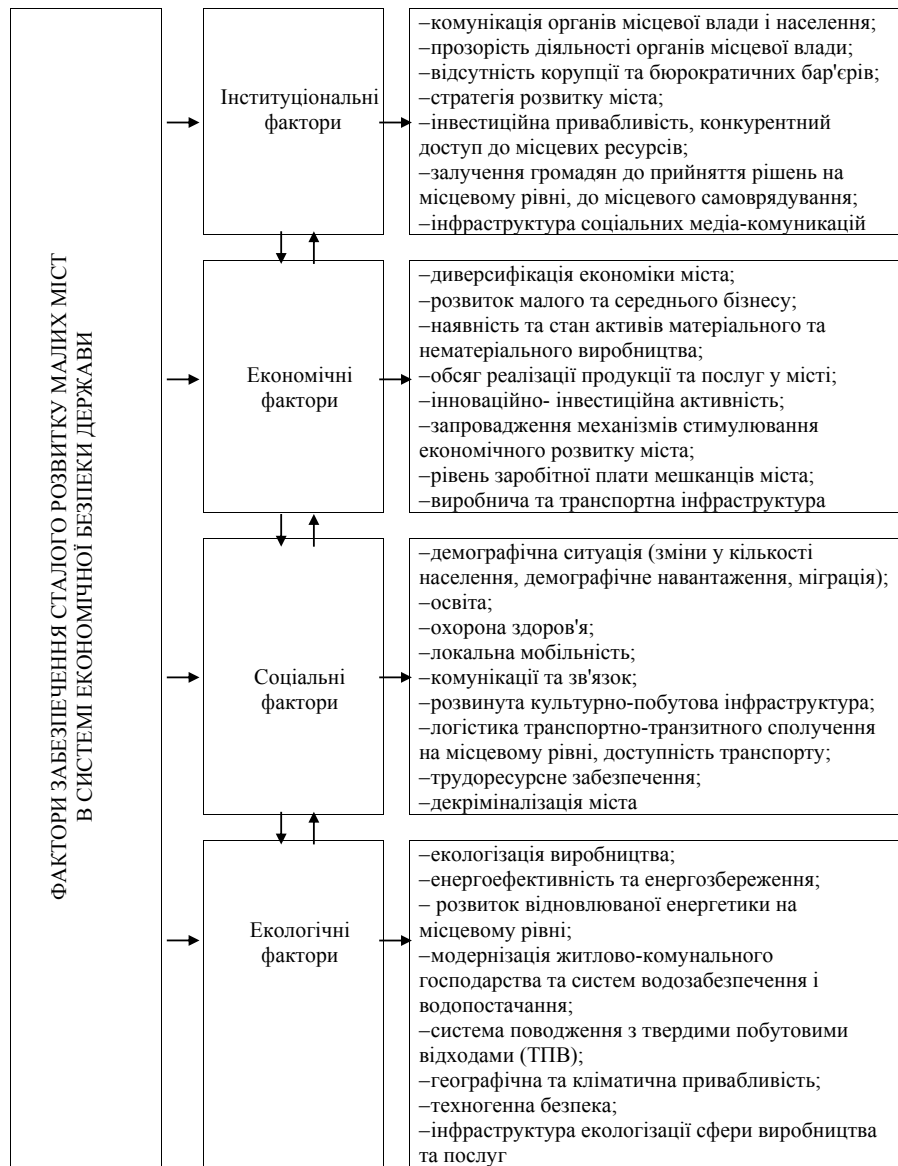 ФАКТОРИ ЗАБЕЗПЕЧЕННЯ СТАЛОГО РОЗВИТКУ МАЛИХ МІСТ
В СИСТЕМІ ЕКОНОМІЧНОЇ БЕЗПЕКИ ДЕРЖАВИ
Інституціональні
фактори
–комунікація органів місцевої влади і населення;
–прозорість діяльності органів місцевої влади;
–відсутність корупції та бюрократичних бар'єрів;
–стратегія розвитку міста;
–інвестиційна привабливість, конкурентний
доступ до місцевих ресурсів;
–залучення громадян до прийняття рішень на
місцевому рівні, до місцевого самоврядування;
–інфраструктура соціальних медіа-комунікацій
Економічні
фактори
–диверсифікація економіки міста;
–розвиток малого та середнього бізнесу;
–наявність та стан активів матеріального та
нематеріального виробництва;
–обсяг реалізації продукції та послуг у місті;
–інноваційно- інвестиційна активність;
–запровадження механізмів стимулювання
економічного розвитку міста;
–рівень заробітної плати мешканців міста;
–виробнича та транспортна інфраструктура
Соціальні
фактори
–демографічна ситуація (зміни у кількості
населення, демографічне навантаження, міграція);
–освіта;
–охорона здоров'я;
–локальна мобільність;
–комунікації та зв'язок;
–розвинута культурно-побутова інфраструктура;
–логістика транспортно-транзитного сполучення
на місцевому рівні, доступність транспорту;
–трудоресурсне забезпечення;
–декріміналізація міста
Екологічні
фактори
–екологізація виробництва;
–енергоефективність та енергозбереження;
– розвиток відновлюваної енергетики на
місцевому рівні;
–модернізація житлово-комунального
господарства та систем водозабезпечення і
водопостачання;
–система поводження з твердими побутовими
відходами (ТПВ);
–географічна та кліматична привабливість;
–техногенна безпека;
–інфраструктура екологізації сфери виробництва
та послуг